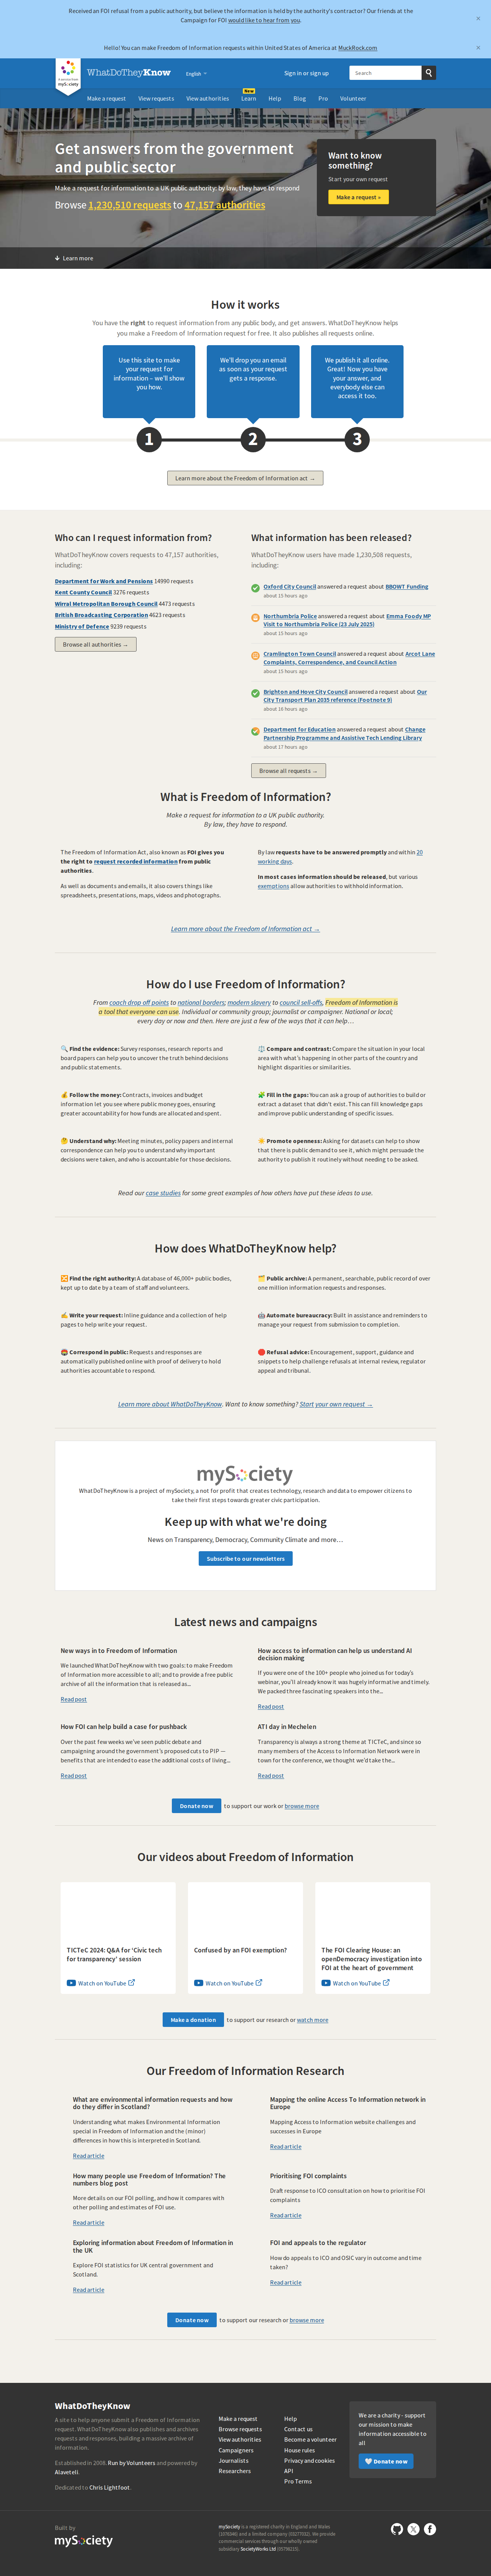 Received an FOI refusal from a public authority, but believe the information is held by the authority's contractor? Our friends at the
Campaign for FOI would like to hear from you.
×
Hello! You can make Freedom of Information requests within United States of America at MuckRock.com
×
WhatDoTheyKnow
English
Sign in or sign up
Search
Make a request
View requests
View authorities
New
Learn
Help
Blog
Pro
Volunteer
Get answers from the government
and public sector
Make a request for information to a UK public authority: by law, they have to respond
Browse 1,230,510 requests to 47,157 authorities
Want to know
something?
Start your own request
Make a request »
Learn more
How it works
You have the right to request information from any public body, and get answers. WhatDoTheyKnow helps
you make a Freedom of Information request for free. It also publishes all requests online.
Use this site to make
your request for
information – we'll show
you how.
We'll drop you an email
as soon as your request
gets a response.
We publish it all online.
Great! Now you have
your answer, and
everybody else can
access it too.
1
2
3
Learn more about the Freedom of Information act →
Who can I request information from?
WhatDoTheyKnow covers requests to 47,157 authorities,
including:
Department for Work and Pensions 14990 requests
Kent County Council 3276 requests
Wirral Metropolitan Borough Council 4473 requests
British Broadcasting Corporation 4623 requests
Ministry of Defence 9239 requests
Browse all authorities →
What information has been released?
WhatDoTheyKnow users have made 1,230,508 requests,
including:
Oxford City Council answered a request about BBOWT Funding
about 15 hours ago
Northumbria Police answered a request about Emma Foody MP
Visit to Northumbria Police (23 July 2025)
about 15 hours ago
Cramlington Town Council answered a request about Arcot Lane
Complaints, Correspondence, and Council Action
about 15 hours ago
Brighton and Hove City Council answered a request about Our
City Transport Plan 2035 reference (Footnote 9)
about 16 hours ago
Department for Education answered a request about Change
Partnership Programme and Assistive Tech Lending Library
about 17 hours ago
Browse all requests →
What is Freedom of Information?
Make a request for information to a UK public authority.
By law, they have to respond.
The Freedom of Information Act, also known as FOI gives you
the right to request recorded information from public
authorities.
As well as documents and emails, it also covers things like
spreadsheets, presentations, maps, videos and photographs.
By law requests have to be answered promptly and within 20
working days.
In most cases information should be released, but various
exemptions allow authorities to withhold information.
Learn more about the Freedom of Information act →
How do I use Freedom of Information?
From coach drop off points to national borders; modern slavery to council sell-offs, Freedom of Information is
a tool that everyone can use. Individual or community group; journalist or campaigner. National or local;
every day or now and then. Here are just a few of the ways that it can help…
🔍 Find the evidence: Survey responses, research reports and
board papers can help you to uncover the truth behind decisions
and public statements.
⚖️ Compare and contrast: Compare the situation in your local
area with what's happening in other parts of the country and
highlight disparities or similarities.
💰 Follow the money: Contracts, invoices and budget
information let you see where public money goes, ensuring
greater accountability for how funds are allocated and spent.
🧩 Fill in the gaps: You can ask a group of authorities to build or
extract a dataset that didn't exist. This can fill knowledge gaps
and improve public understanding of specific issues.
🤔 Understand why: Meeting minutes, policy papers and internal
correspondence can help you to understand why important
decisions were taken, and who is accountable for those decisions.
☀️ Promote openness: Asking for datasets can help to show
that there is public demand to see it, which might persuade the
authority to publish it routinely without needing to be asked.
Read our case studies for some great examples of how others have put these ideas to use.
How does WhatDoTheyKnow help?
🔀 Find the right authority: A database of 46,000+ public bodies,
kept up to date by a team of staff and volunteers.
🗂️ Public archive: A permanent, searchable, public record of over
one million information requests and responses.
✍️ Write your request: Inline guidance and a collection of help
pages to help write your request.
🤖 Automate bureaucracy: Built in assistance and reminders to
manage your request from submission to completion.
📮 Correspond in public: Requests and responses are
automatically published online with proof of delivery to hold
authorities accountable to respond.
🛑 Refusal advice: Encouragement, support, guidance and
snippets to help challenge refusals at internal review, regulator
appeal and tribunal.
Learn more about WhatDoTheyKnow. Want to know something? Start your own request →
mySociety
WhatDoTheyKnow is a project of mySociety, a not for profit that creates technology, research and data to empower citizens to
take their first steps towards greater civic participation.
Keep up with what we're doing
News on Transparency, Democracy, Community Climate and more…
Subscribe to our newsletters
Latest news and campaigns
New ways in to Freedom of Information
We launched WhatDoTheyKnow with two goals: to make Freedom
of Information more accessible to all; and to provide a free public
archive of all the information that is released as...
Read post
How access to information can help us understand AI
decision making
If you were one of the 100+ people who joined us for today's
webinar, you'll already know it was hugely informative and timely.
We packed three fascinating speakers into the...
Read post
How FOI can help build a case for pushback
Over the past few weeks we've seen public debate and
campaigning around the government's proposed cuts to PIP —
benefits that are intended to ease the additional costs of living...
Read post
ATI day in Mechelen
Transparency is always a strong theme at TICTeC, and since so
many members of the Access to Information Network were in
town for the conference, we thought we'd take the...
Read post
Donate now to support our work or browse more
Our videos about Freedom of Information
TICTeC 2024: Q&A for 'Civic tech
for transparency' session
Watch on YouTube
Confused by an FOI exemption?
Watch on YouTube
The FOI Clearing House: an
openDemocracy investigation into
FOI at the heart of government
Watch on YouTube
Make a donation to support our research or watch more
Our Freedom of Information Research
What are environmental information requests and how
do they differ in Scotland?
Understanding what makes Environmental Information
special in Freedom of Information and the (minor)
differences in how this is interpreted in Scotland.
Read article
Mapping the online Access To Information network in
Europe
Mapping Access to Information website challenges and
successes in Europe
Read article
How many people use Freedom of Information? The
numbers blog post
More details on our FOI polling, and how it compares with
other polling and estimates of FOI use.
Read article
Prioritising FOI complaints
Draft response to ICO consultation on how to prioritise FOI
complaints
Read article
Exploring information about Freedom of Information in
the UK
Explore FOI statistics for UK central government and
Scotland.
Read article
FOI and appeals to the regulator
How do appeals to ICO and OSIC vary in outcome and time
taken?
Read article
Donate now to support our research or browse more
WhatDoTheyKnow
A site to help anyone submit a Freedom of Information
request. WhatDoTheyKnow also publishes and archives
requests and responses, building a massive archive of
information.
Established in 2008. Run by Volunteers and powered by
Alaveteli.
Dedicated to Chris Lightfoot.
Make a request
Browse requests
View authorities
Campaigners
Journalists
Researchers
Help
Contact us
Become a volunteer
House rules
Privacy and cookies
API
Pro Terms
We are a charity - support
our mission to make
information accessible to
all
🤍 Donate now
Built by
mySociety
mySociety is a registered charity in England and Wales
(1076346) and a limited company (03277032). We provide
commercial services through our wholly owned
subsidiary SocietyWorks Ltd (05798215).